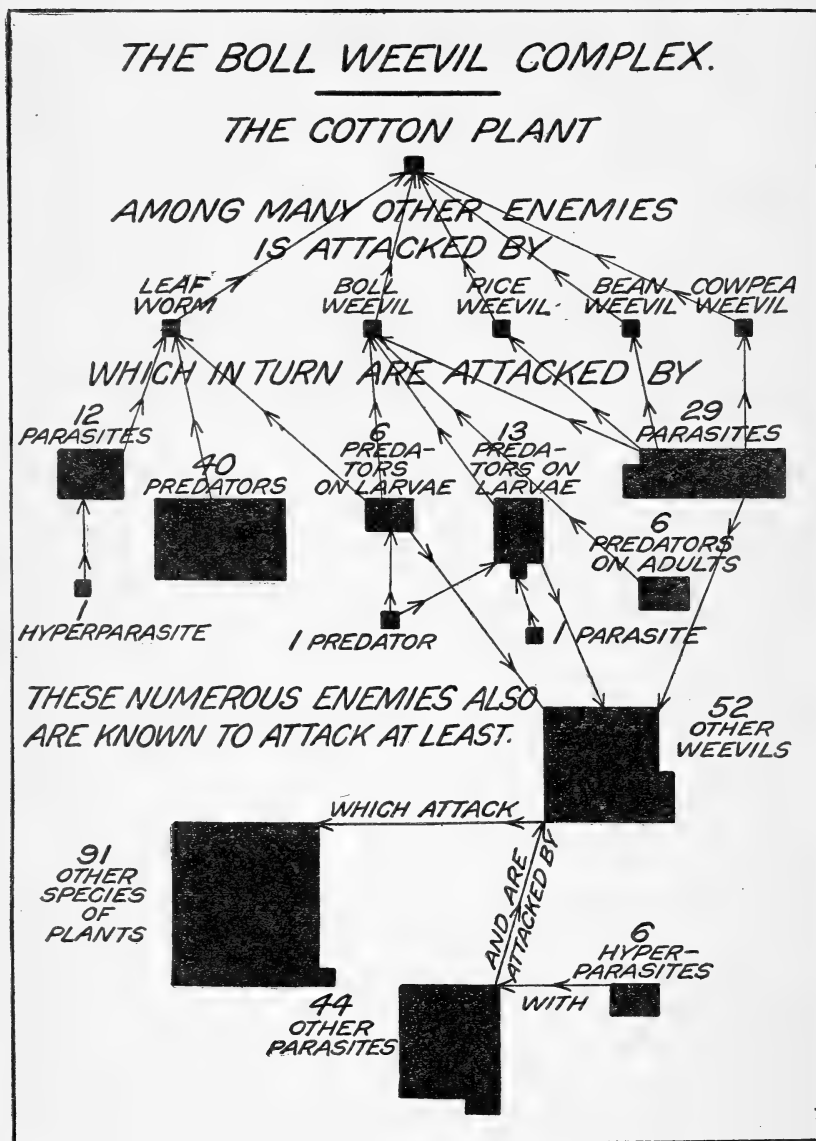 THE BOLL WEEVIL COMPLEX.
THE COTTON PLANT
AMONG MANY OTHER ENEMIES
IS ATTACKED BY
LEAF
WORM
BOLL
WEEVIL
RICE
WEEVIL
BEAN
WEEVIL
COWPEA
WEEVIL
WHICH IN TURN ARE ATTACKED BY
12
PARASITES
40
PREDATORS
6
PREDA-
TORS
ON LARVAE
13
PREDA-
TORS ON
LARVAE
29
PARASITES
6
PREDATORS
ON ADULTS
1
HYPERPARASITE
1 PREDATOR
1 PARASITE
THESE NUMEROUS ENEMIES ALSO
ARE KNOWN TO ATTACK AT LEAST.
52
OTHER
WEEVILS
WHICH ATTACK
91
OTHER
SPECIES
OF
PLANTS
AND ARE
ATTACKED BY
44
OTHER
PARASITES
WITH
6
HYPER-
PARASITES